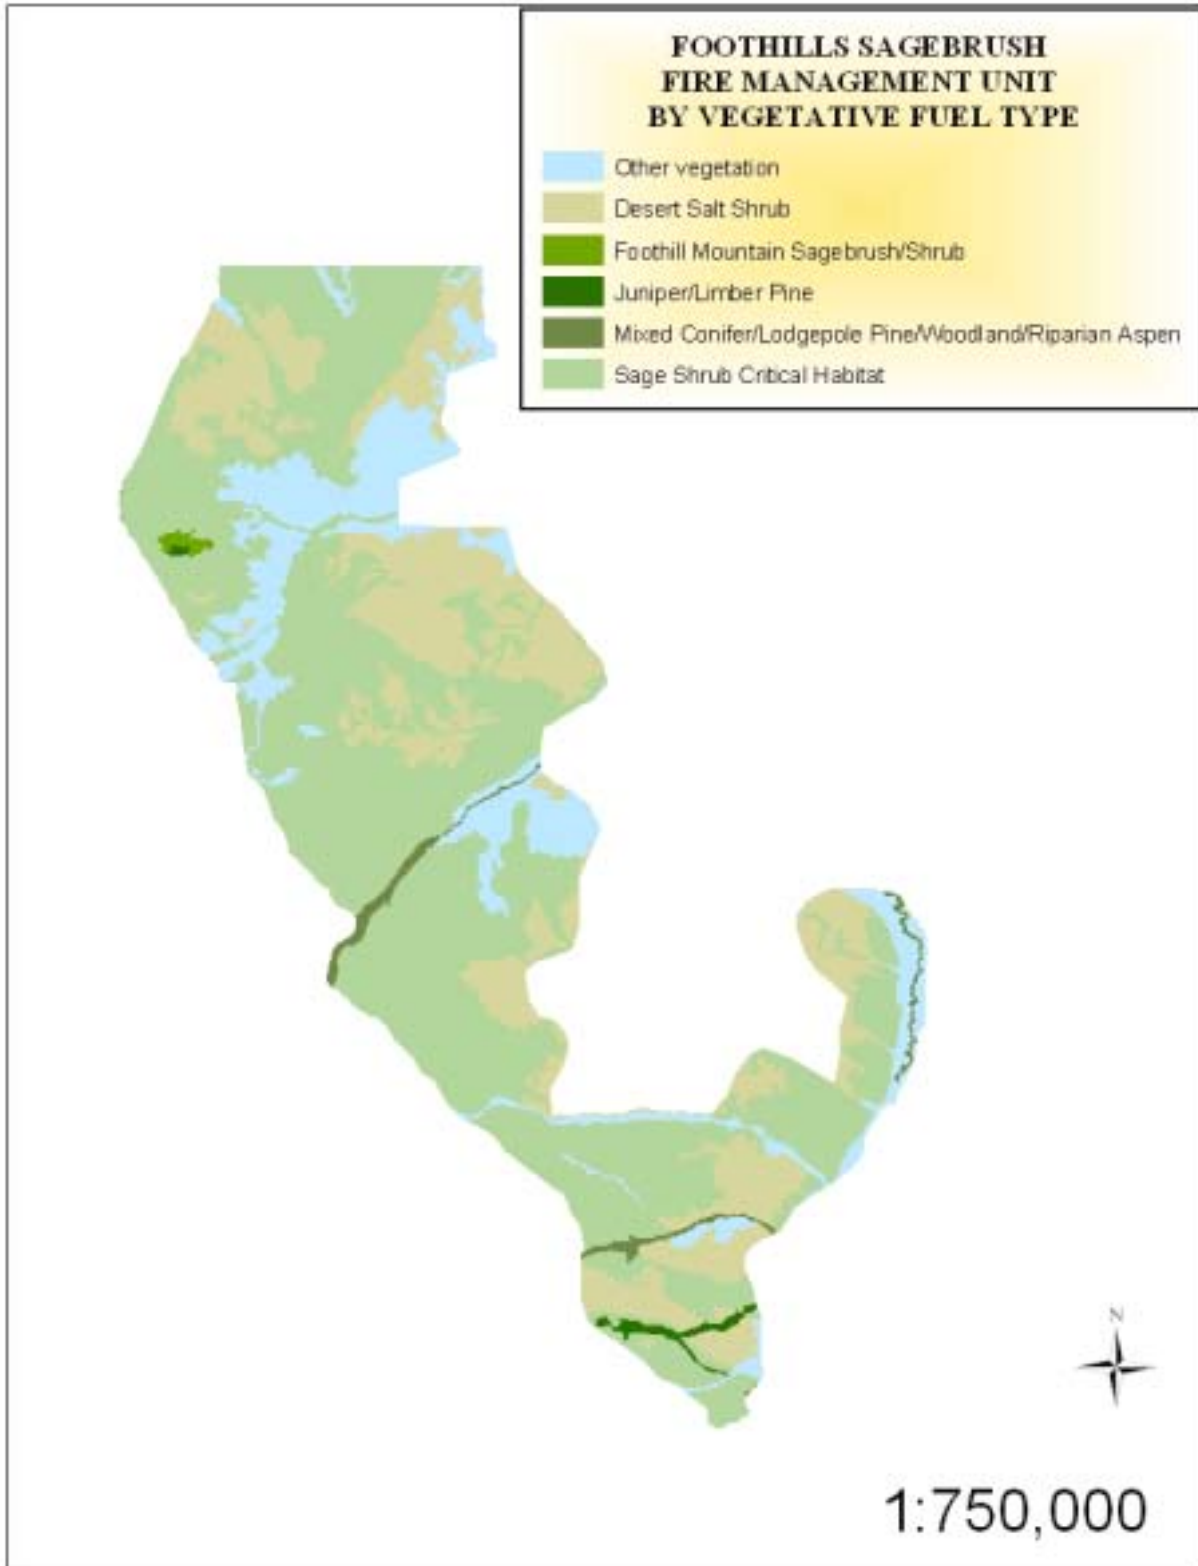 FOOTHILLS SAGEBRUSH
FIRE MANAGEMENT UNIT
BY VEGETATIVE FUEL TYPE
Other vegetation
Desert Salt Shrub
Foothill Mountain Sagebrush/Shrub
Juniper/Limber Pine
Mixed Conifer/Lodgepole Pine/Woodland/Riparian Aspen
Sage Shrub Critical Habitat
N
1:750,000